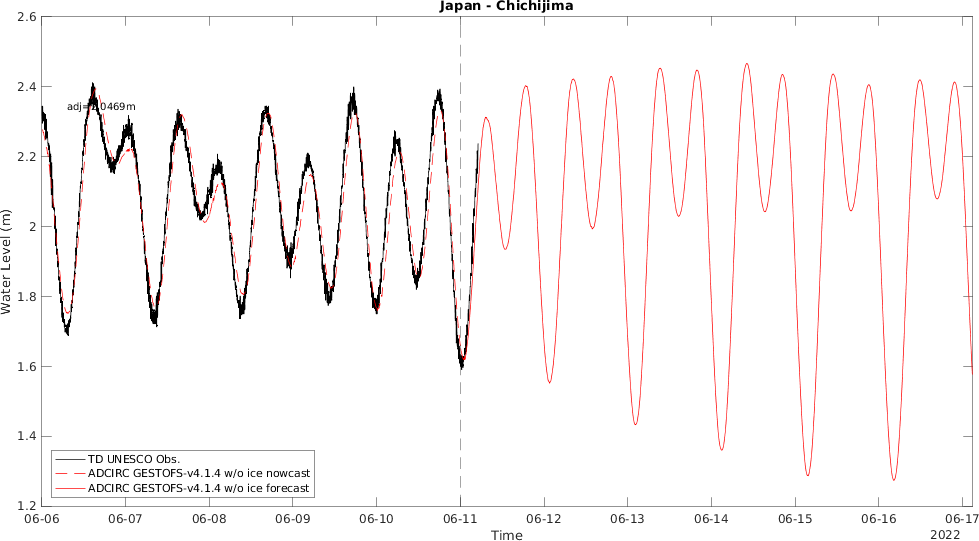 Japan - Chichijima
2.6
2.4
2.2
2
1.8
1.6
1.4
1.2
Water Level (m)
TD UNESCO Obs.
ADCIRC GESTOFS-v4.1.4 w/o ice nowcast
ADCIRC GESTOFS-v4.1.4 w/o ice forecast
06-06 06-07 06-08 06-09 06-10 06-11 06-12 06-13 06-14 06-15 06-16 06-17
Time
2022